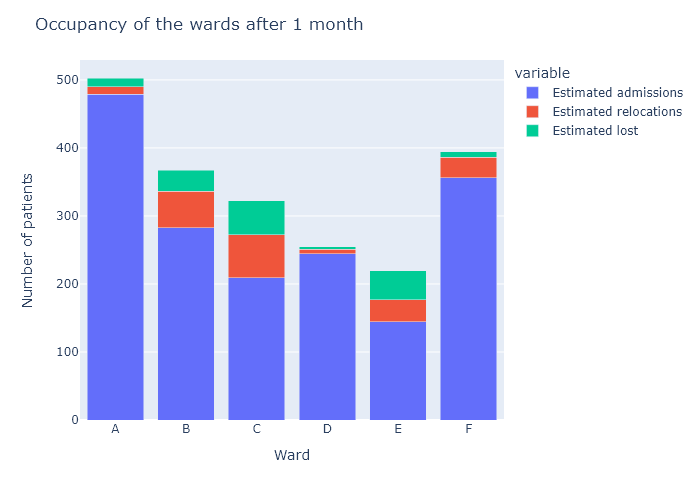 Occupancy of the wards after 1 month
variable
Estimated admissions
Estimated relocations
Estimated lost
Number of patients
500
400
300
200
100
0
A B C D E F
Ward